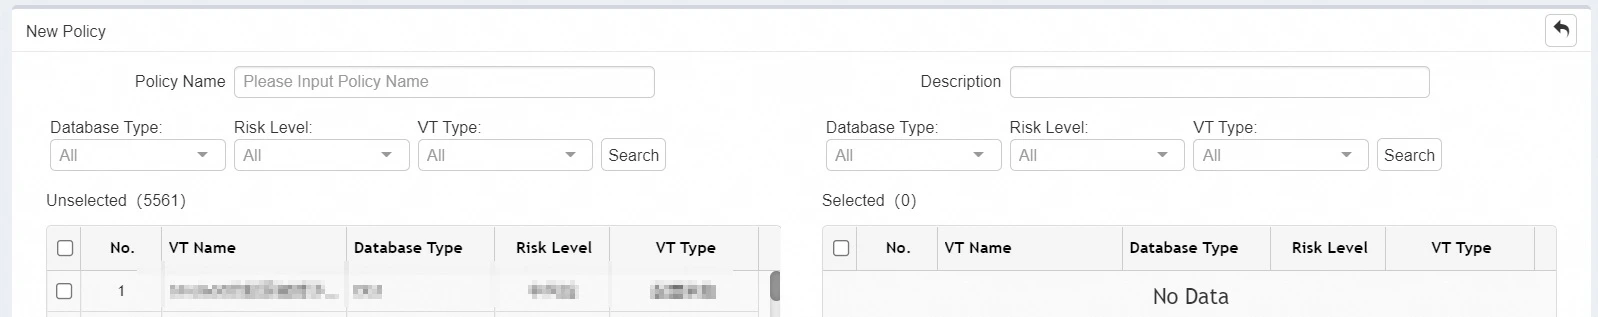 New Policy
Policy Name Please Input Policy Name Description
Database Type: Risk Level: VT Type: Database Type: Risk Level: VT Type:
All All All Search All All All Search
Unselected (5561) Selected (0)
No. VT Name Database Type Risk Level VT Type No. VT Name Database Type Risk Level VT Type
1
No Data